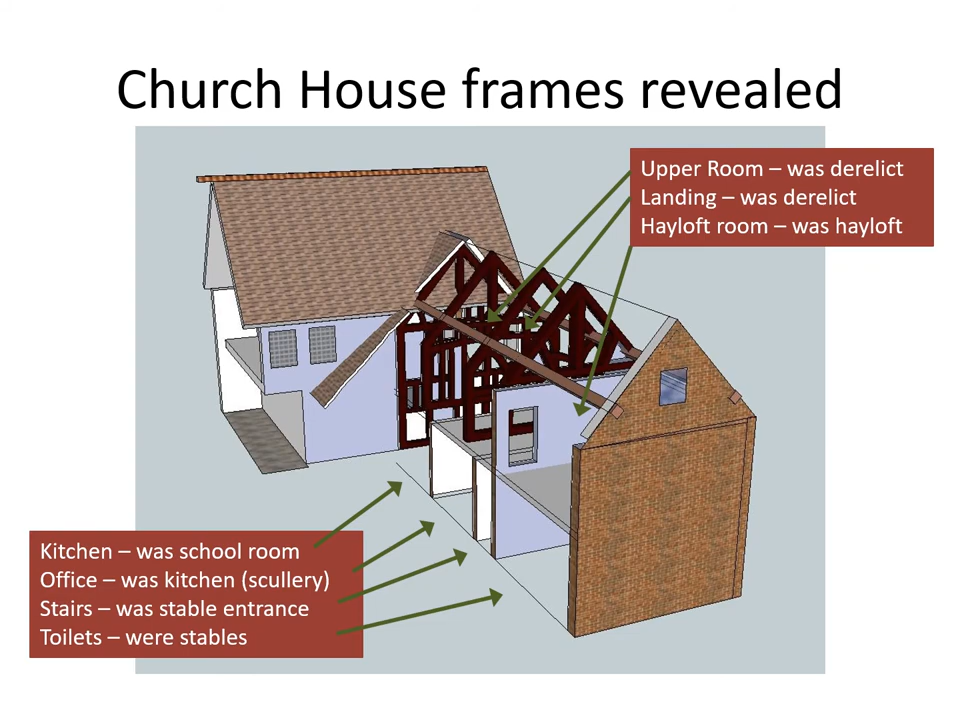 Church House frames revealed
Upper Room – was derelict
Landing – was derelict
Hayloft room – was hayloft
Kitchen – was school room
Office – was kitchen (scullery)
Stairs – was stable entrance
Toilets – were stables